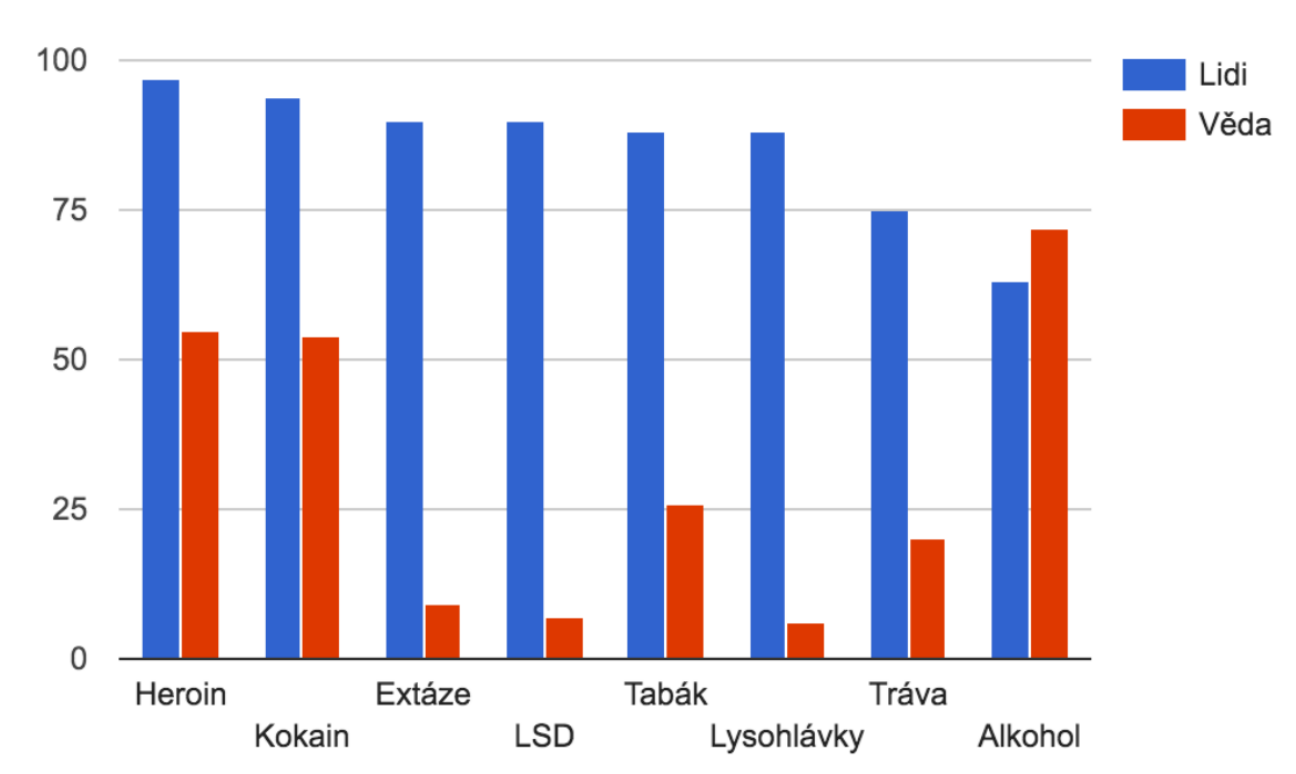 100
75
50
25
0
Lidi
Věda
Heroin
Kokain
Extáze
LSD
Tabák
Lysohlávky
Tráva
Alkohol